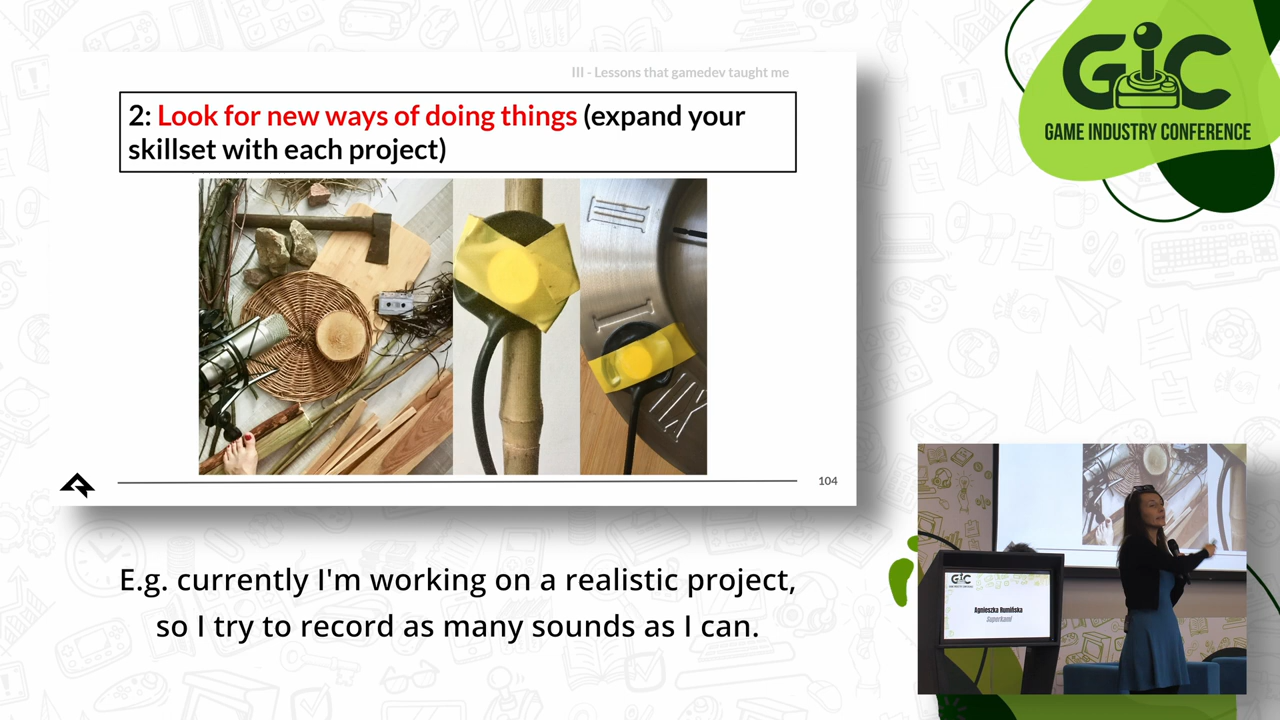 III - Lessons that gamedev taught me
2: Look for new ways of doing things (expand your
skillset with each project)
104
E.g. currently I'm working on a realistic project,
so I try to record as many sounds as I can.
GIC
GAME INDUSTRY CONFERENCE
GIC
Agnieszka Rumińska
Superkami